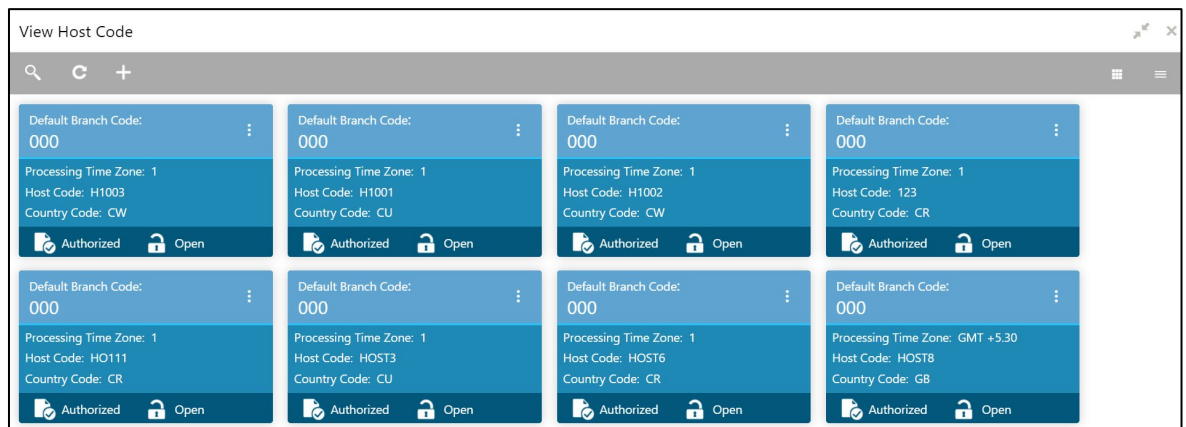 View Host Code
Default Branch Code:
000
Processing Time Zone: 1
Host Code: H1003
Country Code: CW
Authorized Open
Default Branch Code:
000
Processing Time Zone: 1
Host Code: H1001
Country Code: CU
Authorized Open
Default Branch Code:
000
Processing Time Zone: 1
Host Code: H1002
Country Code: CW
Authorized Open
Default Branch Code:
000
Processing Time Zone: 1
Host Code: 123
Country Code: CR
Authorized Open
Default Branch Code:
000
Processing Time Zone: 1
Host Code: HO111
Country Code: CR
Authorized Open
Default Branch Code:
000
Processing Time Zone: 1
Host Code: HOST3
Country Code: CU
Authorized Open
Default Branch Code:
000
Processing Time Zone: 1
Host Code: HOST6
Country Code: CR
Authorized Open
Default Branch Code:
000
Processing Time Zone: GMT +5.30
Host Code: HOST8
Country Code: GB
Authorized Open